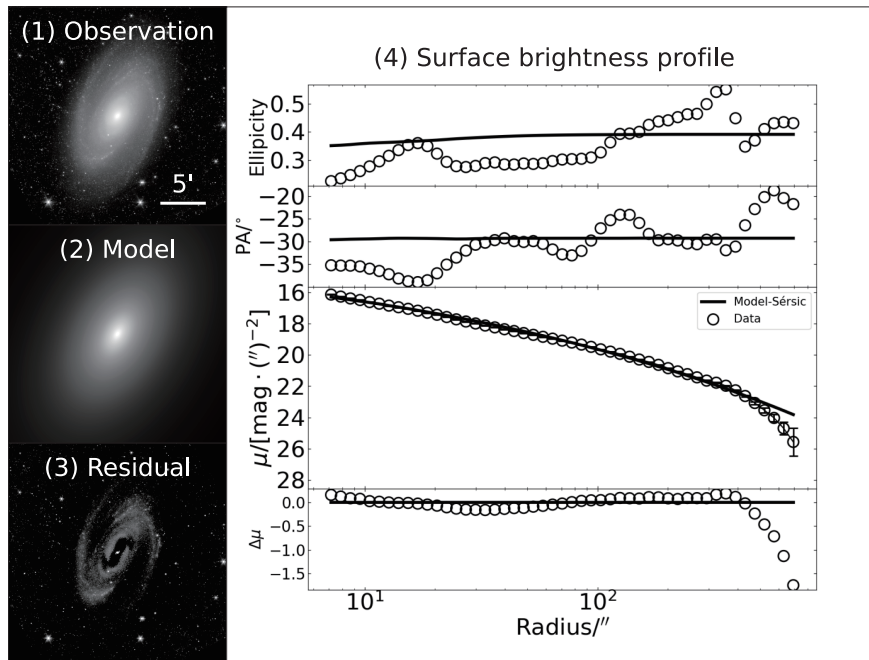 (1) Observation
5'
(2) Model
(3) Residual
(4) Surface brightness profile
Ellipicity
0.5
0.4
0.3
PA/°
−20
−25
−30
−35
μ/[mag · (″)⁻²]
16
18
20
22
24
26
28
Model-Sérsic
Data
Δμ
0.0
−0.5
−1.0
−1.5
10¹
10²
Radius/″